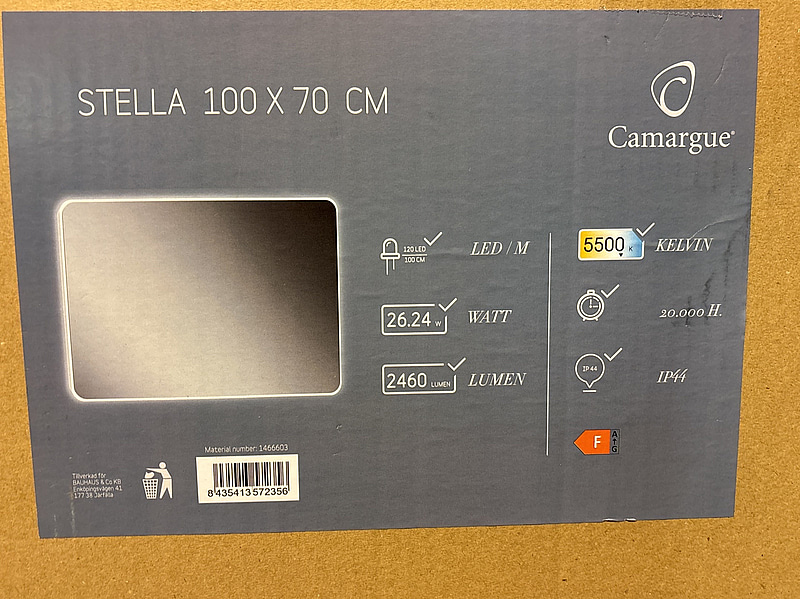 STELLA 100 X 70 CM
Camargue®
120 LED
100 CM
LED / M
26.24 W
WATT
2460 LUMEN
LUMEN
5500 K
KELVIN
20.000 H.
IP 44
IP44
F
A
G
Material number: 1466603
8 435413 572356
Tillverkad för
BAUHAUS & Co KB
Enköpingsvägen 41
177 38 Järfälla